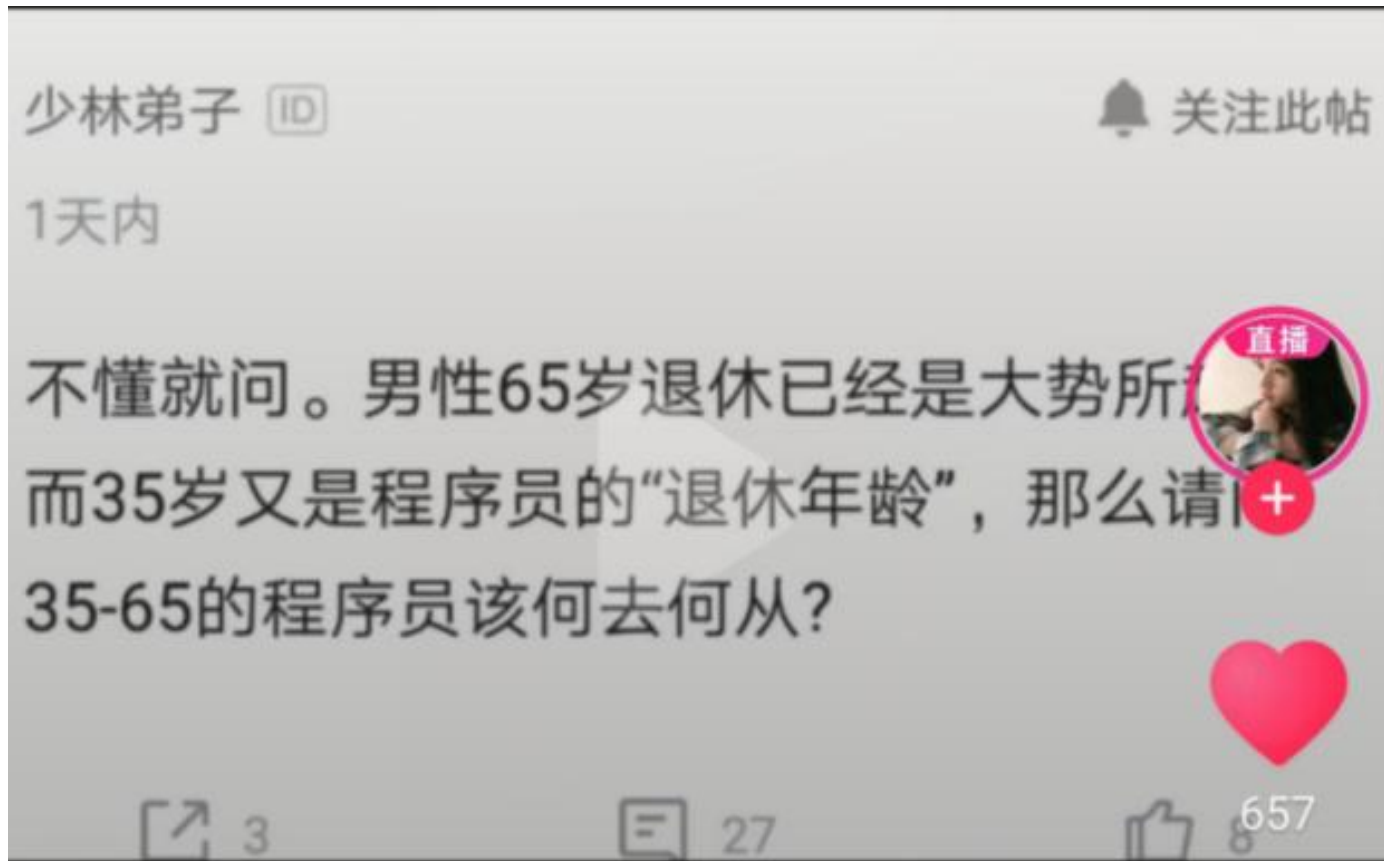 少林弟子 ID
关注此帖
1天内
直播
不懂就问。男性65岁退休已经是大势所
而35岁又是程序员的“退休年龄”，那么请
35-65的程序员该何去何从?
3
27
8
657